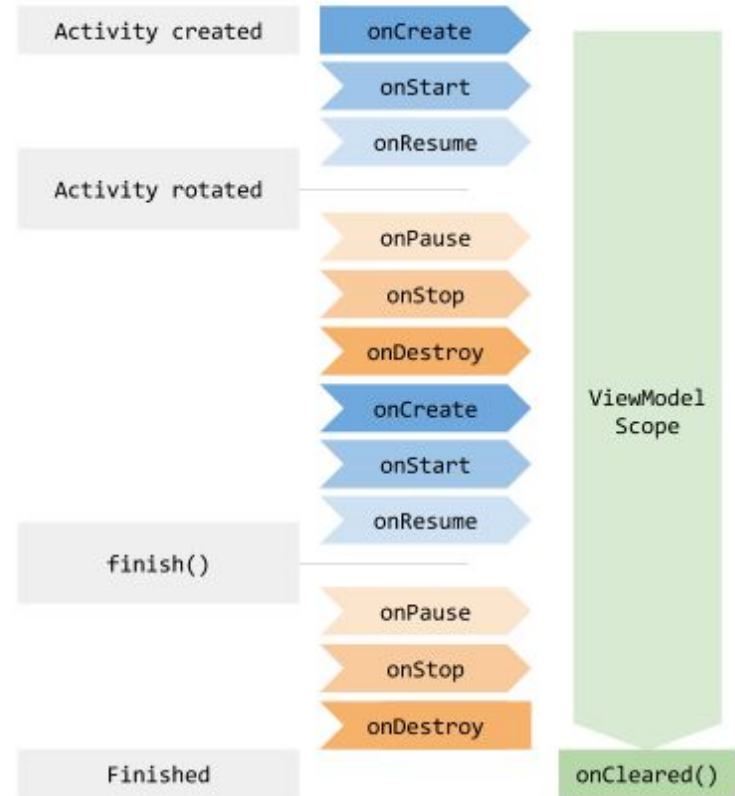 Activity created
onCreate
onStart
onResume
Activity rotated
onPause
onStop
onDestroy
onCreate
onStart
onResume
finish()
onPause
onStop
onDestroy
Finished
ViewModel
Scope
onCleared()